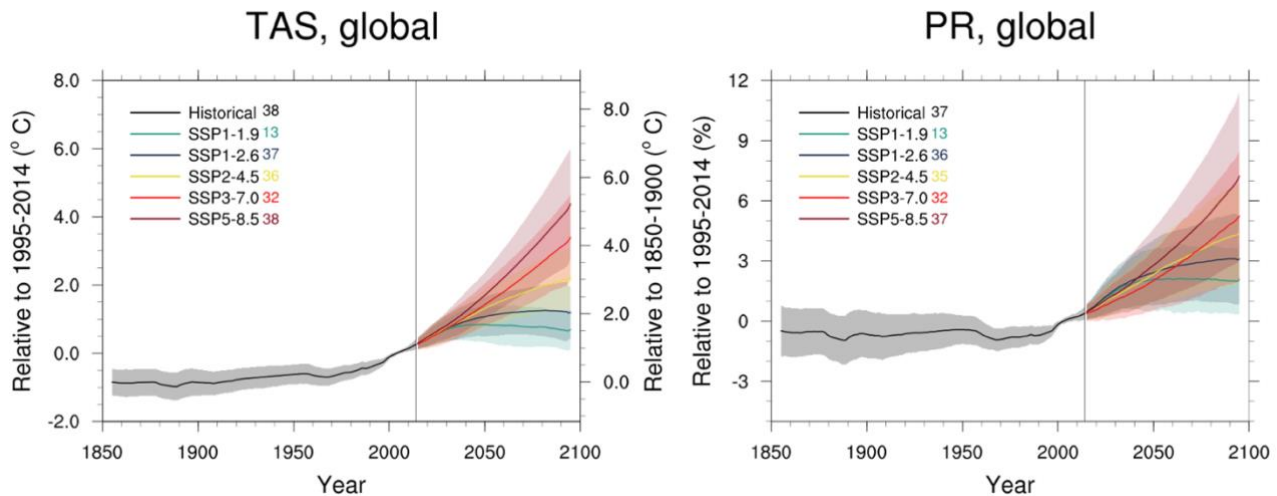 TAS, global
Relative to 1995-2014 (° C)
8.0
6.0
4.0
2.0
0.0
-2.0
Historical 38
SSP1-1.9 13
SSP1-2.6 37
SSP2-4.5 36
SSP3-7.0 32
SSP5-8.5 38
8.0
6.0
4.0
2.0
0.0
Relative to 1850-1900 (° C)
1850 1900 1950 2000 2050 2100
Year
PR, global
Relative to 1995-2014 (%)
12
9
6
3
0
-3
Historical 37
SSP1-1.9 13
SSP1-2.6 36
SSP2-4.5 35
SSP3-7.0 32
SSP5-8.5 37
1850 1900 1950 2000 2050 2100
Year